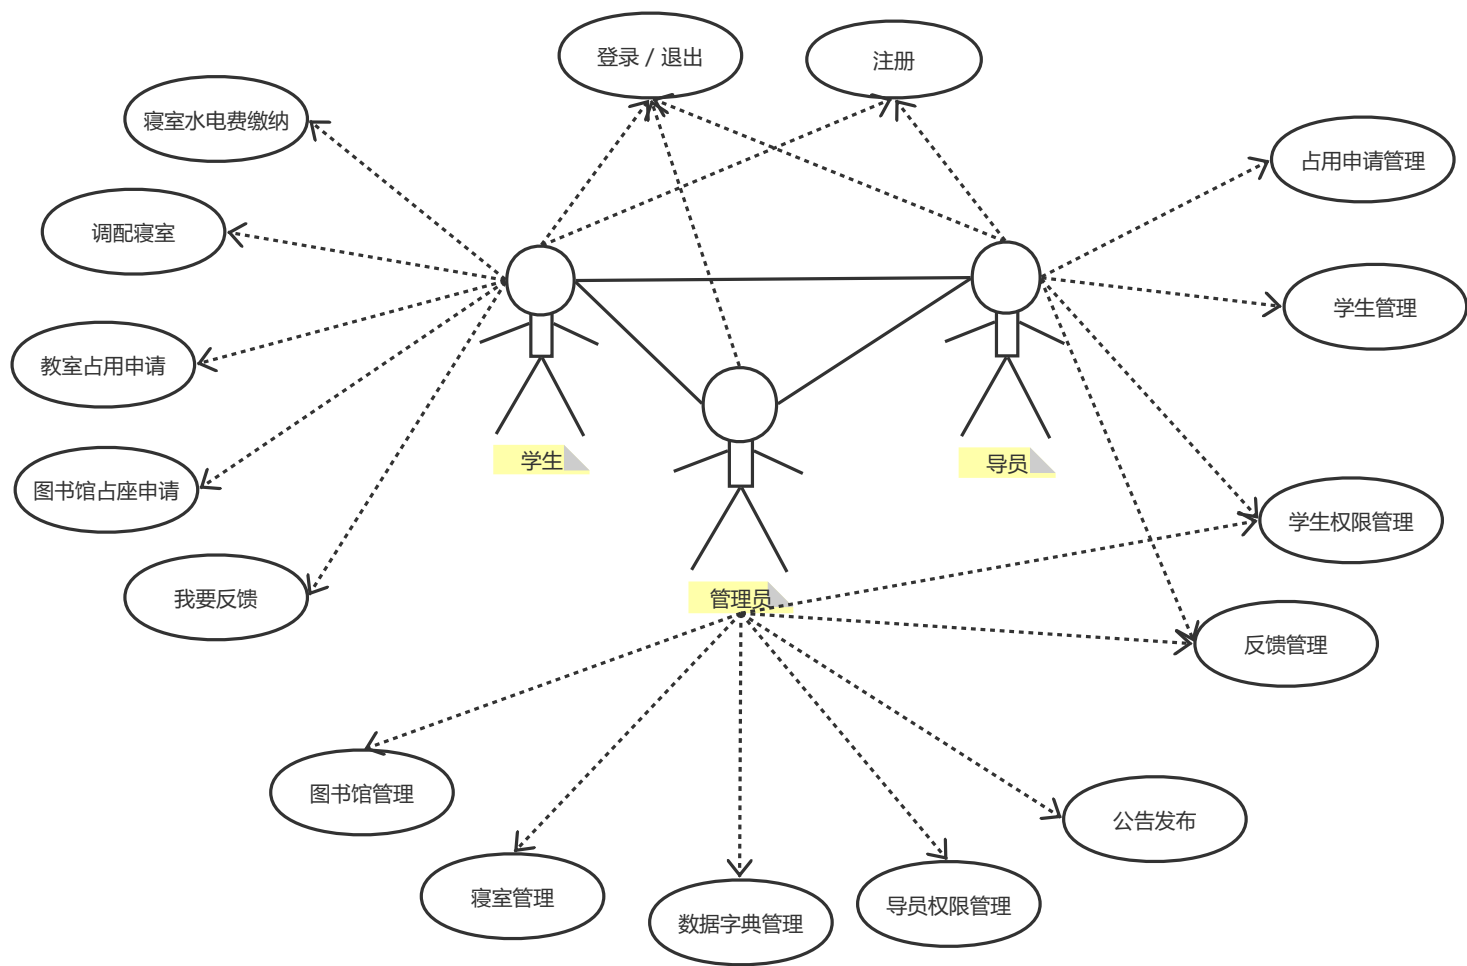 登录 / 退出
注册
寝室水电费缴纳
占用申请管理
调配寝室
学生管理
教室占用申请
学生
导员
图书馆占座申请
学生权限管理
我要反馈
管理员
反馈管理
图书馆管理
公告发布
寝室管理
导员权限管理
数据字典管理